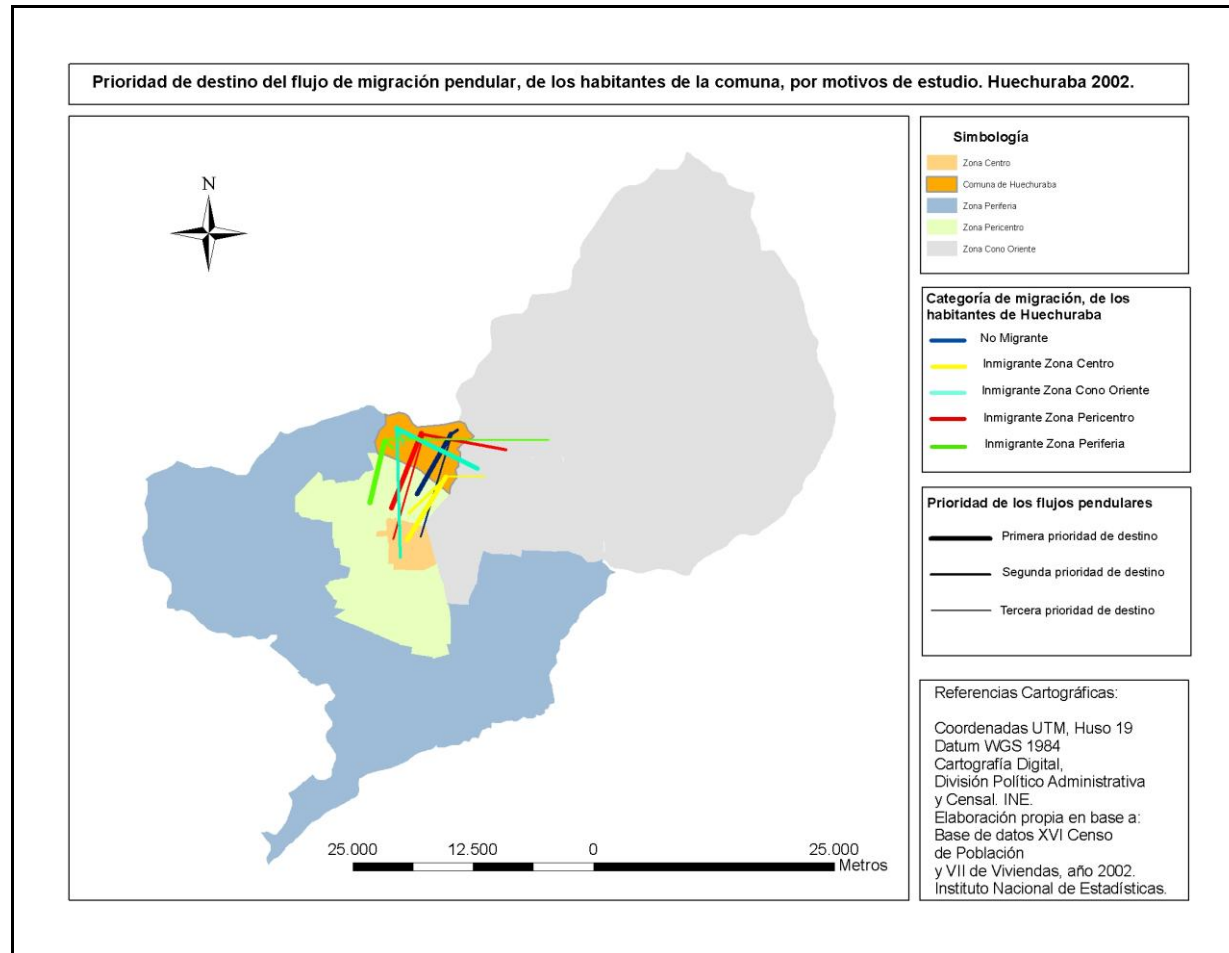 Prioridad de destino del flujo de migración pendular, de los habitantes de la comuna, por motivos de estudio. Huechuraba 2002.
N
25.000
12.500
0
25.000
Metros
Simbología
Zona Centro
Comuna de Huechuraba
Zona Periferia
Zona Pericentro
Zona Cono Oriente
Categoría de migración, de los
habitantes de Huechuraba
No Migrante
Inmigrante Zona Centro
Inmigrante Zona Cono Oriente
Inmigrante Zona Pericentro
Inmigrante Zona Periferia
Prioridad de los flujos pendulares
Primera prioridad de destino
Segunda prioridad de destino
Tercera prioridad de destino
Referencias Cartográficas:
Coordenadas UTM, Huso 19
Datum WGS 1984
Cartografía Digital,
División Político Administrativa
y Censal. INE.
Elaboración propia en base a:
Base de datos XVI Censo
de Población
y VII de Viviendas, año 2002.
Instituto Nacional de Estadísticas.